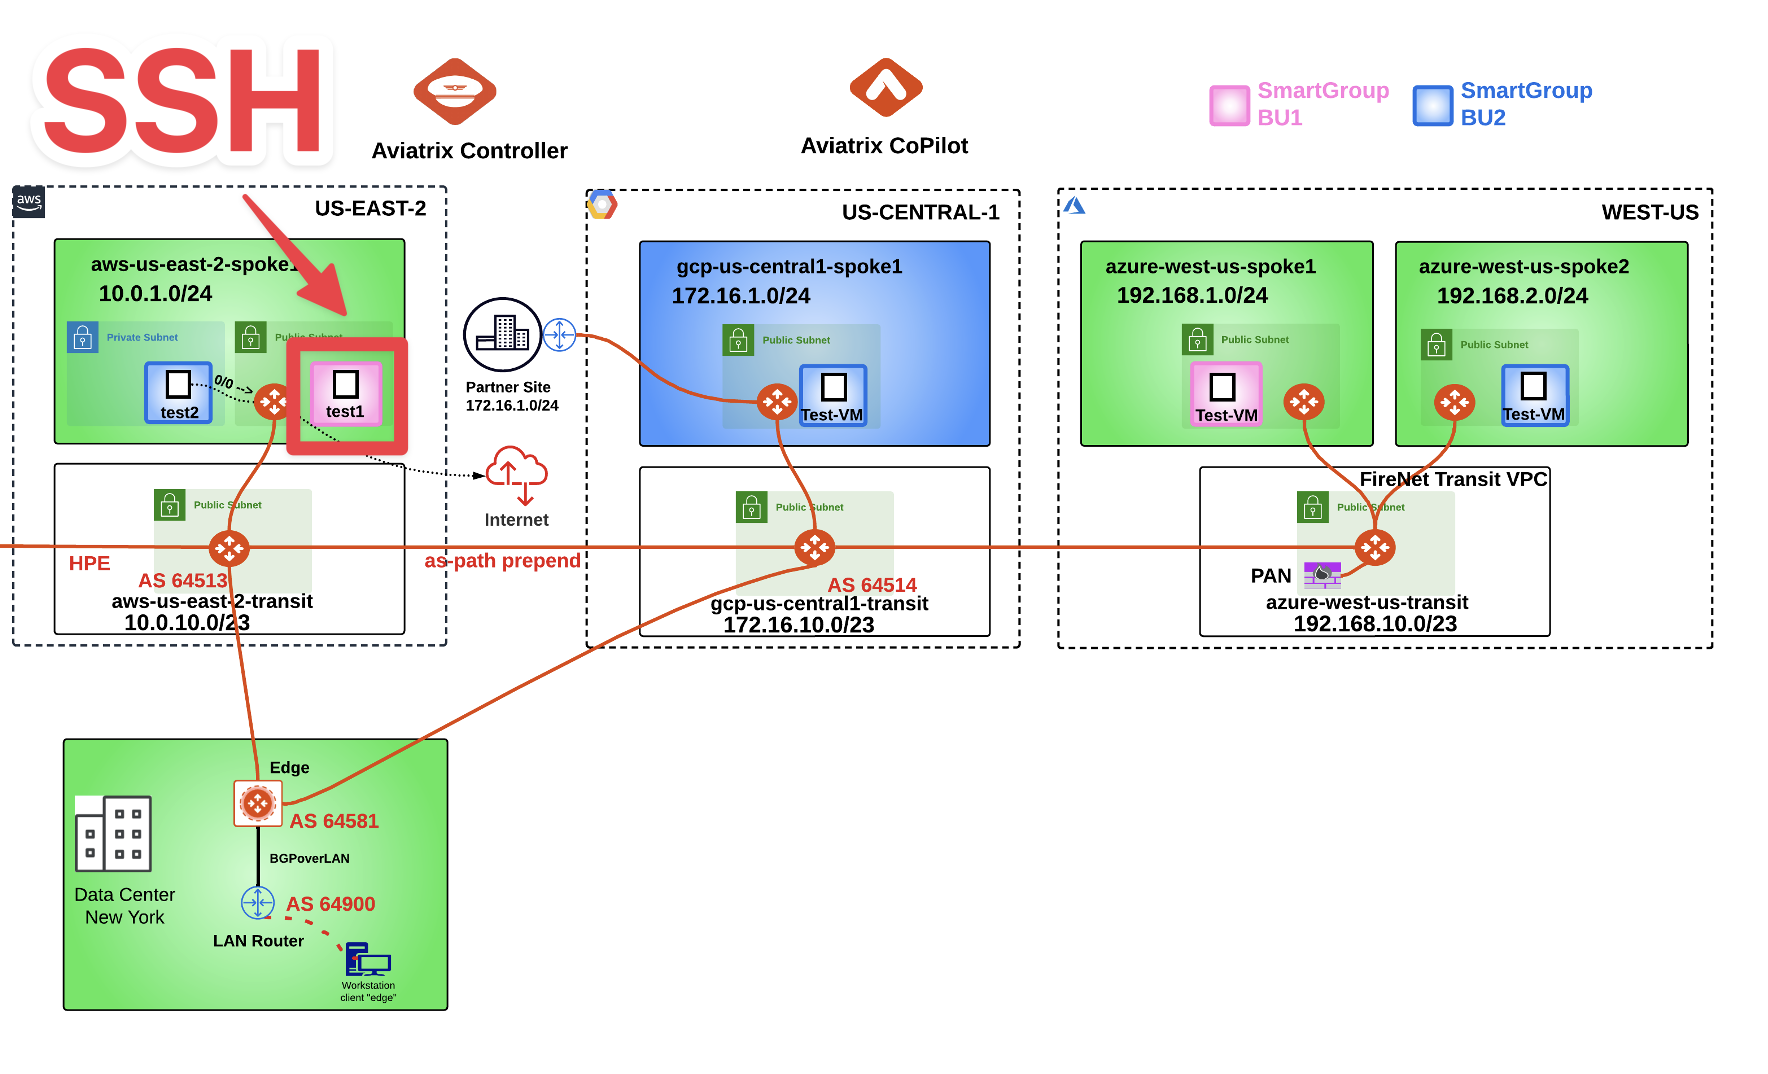 SSH
Aviatrix Controller
Aviatrix CoPilot
SmartGroup
BU1
SmartGroup
BU2
aws
US-EAST-2
aws-us-east-2-spoke1
10.0.1.0/24
Private Subnet
Public Subnet
0/0 -->
test2
test1
Partner Site
172.16.1.0/24
Internet
US-CENTRAL-1
gcp-us-central1-spoke1
172.16.1.0/24
Public Subnet
Test-VM
WEST-US
azure-west-us-spoke1
192.168.1.0/24
Public Subnet
Test-VM
azure-west-us-spoke2
192.168.2.0/24
Public Subnet
Test-VM
Public Subnet
HPE
AS 64513
aws-us-east-2-transit
10.0.10.0/23
as-path prepend
Public Subnet
AS 64514
gcp-us-central1-transit
172.16.10.0/23
FireNet Transit VPC
Public Subnet
PAN
azure-west-us-transit
192.168.10.0/23
Edge
AS 64581
BGPoverLAN
Data Center
New York
AS 64900
LAN Router
Workstation
client "edge"